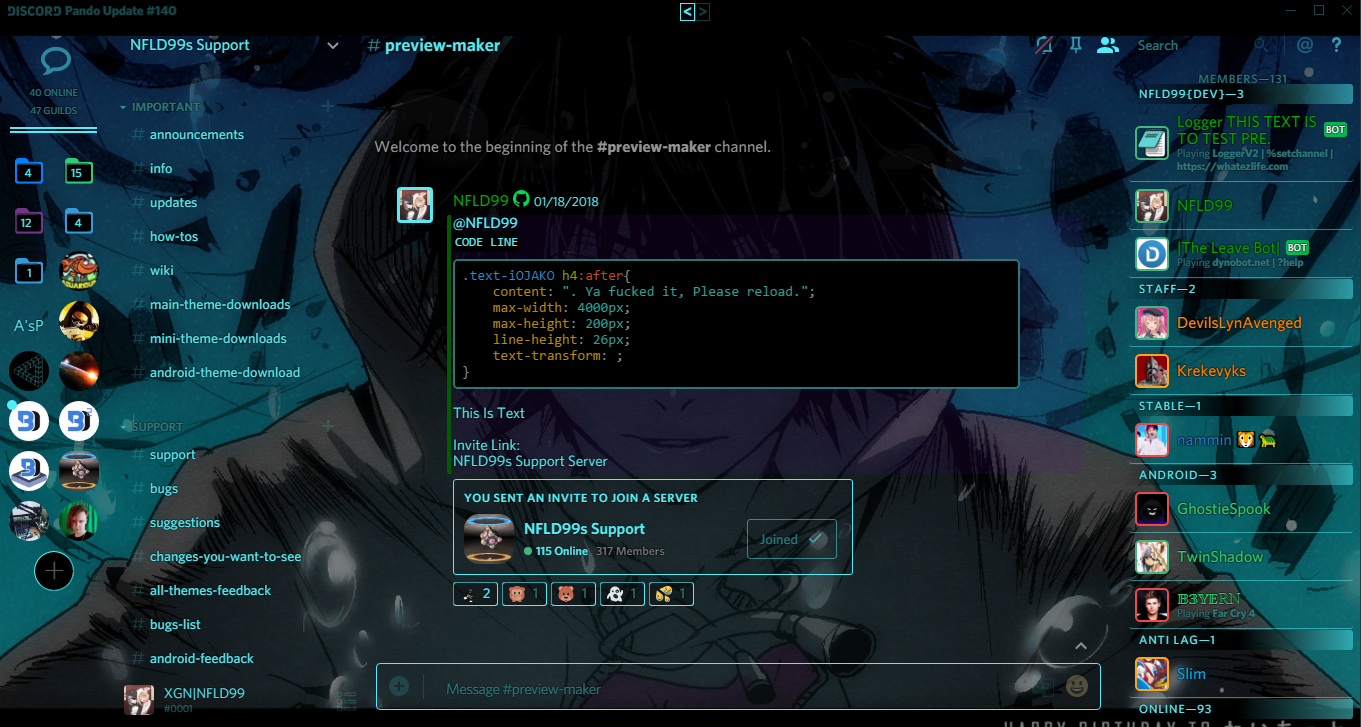 DISCORD Pando Update #140
< >
NFLD99s Support
# preview-maker
Search
@ ?
40 ONLINE
47 GUILDS
4
15
12
4
1
A'sP
IMPORTANT
# announcements
# info
# updates
# how-tos
# wiki
# main-theme-downloads
# mini-theme-downloads
# android-theme-download
SUPPORT
# support
# bugs
# suggestions
# changes-you-want-to-see
# all-themes-feedback
# bugs-list
# android-feedback
XGN|NFLD99
#0001
Welcome to the beginning of the #preview-maker channel.
NFLD99 01/18/2018
@NFLD99
CODE LINE
.text-iOJAKO h4:after{
content: ". Ya fucked it, Please reload.";
max-width: 4000px;
max-height: 200px;
line-height: 26px;
text-transform: ;
}
This Is Text
Invite Link:
NFLD99s Support Server
YOU SENT AN INVITE TO JOIN A SERVER
NFLD99s Support
115 Online 317 Members
Joined
2 1 1 1 1
Message #preview-maker
MEMBERS—131
NFLD99{DEV}—3
Logger THIS TEXT IS
TO TEST PRE.
BOT
Playing LoggerV2 | %setchannel |
https://whatezlife.com
NFLD99
|The Leave Bot| BOT
Playing dynobot.net | ?help
STAFF—2
DevilsLynAvenged
Krekevyks
STABLE—1
nammin
ANDROID—3
GhostieSpook
TwinShadow
B3YERN
Playing Far Cry 4
ANTI LAG—1
Slim
ONLINE—93
HAPPY BIRTHDAY TO